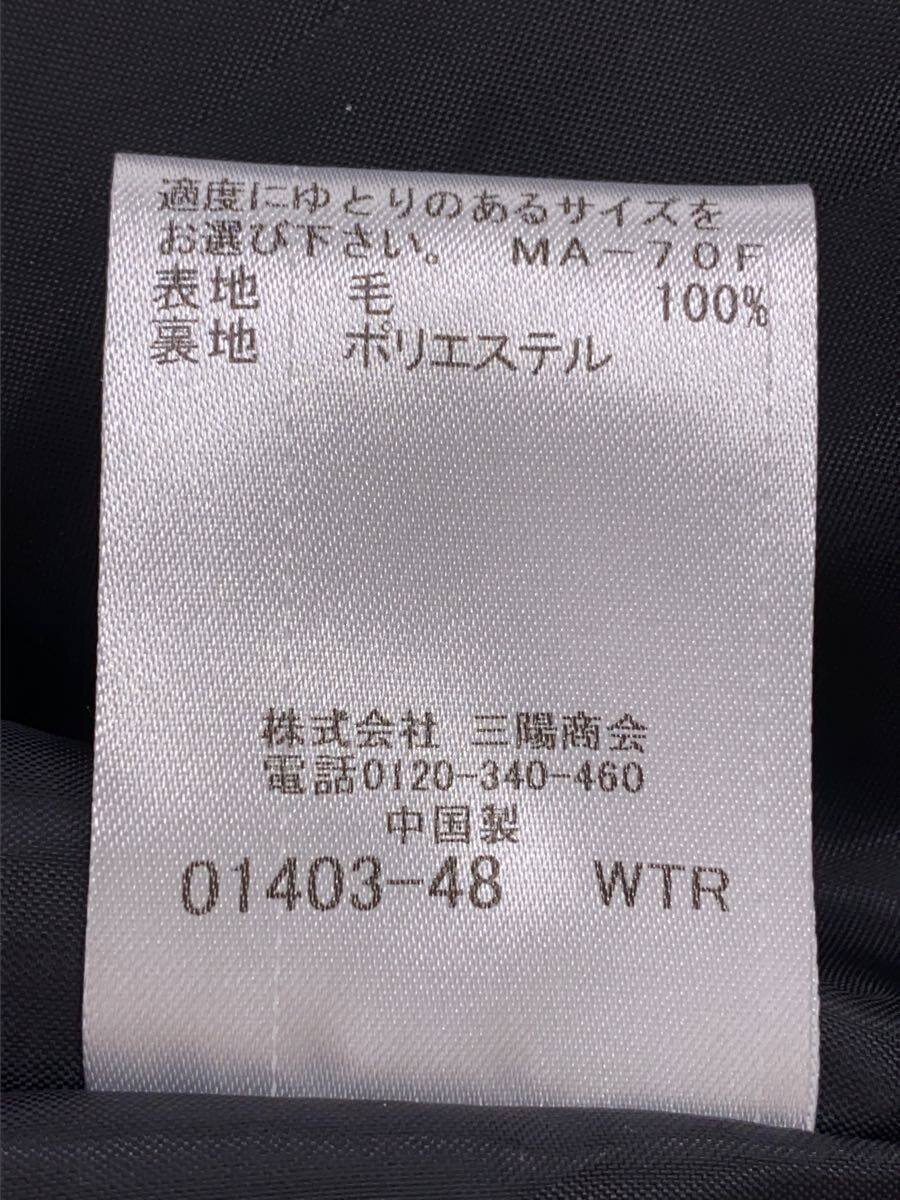 適度にゆとりのあるサイズを
お選び下さい。 MA-70F
表地 毛 100%
裏地 ポリエステル
株式会社 三陽商会
電話0120-340-460
中国製
01403-48 WTR